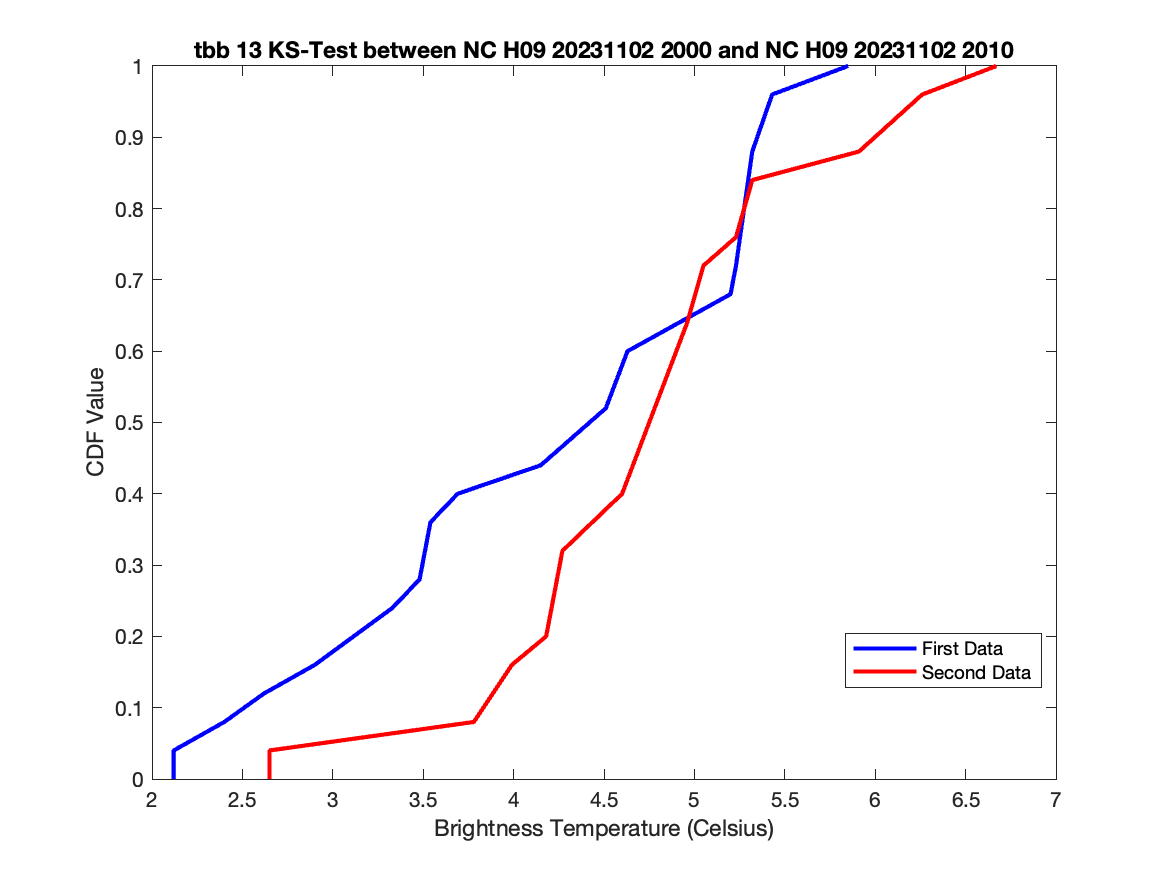 tbb 13 KS-Test between NC H09 20231102 2000 and NC H09 20231102 2010
1
0.9
0.8
0.7
0.6
0.5
0.4
0.3
0.2
0.1
0
CDF Value
First Data
Second Data
2 2.5 3 3.5 4 4.5 5 5.5 6 6.5 7
Brightness Temperature (Celsius)